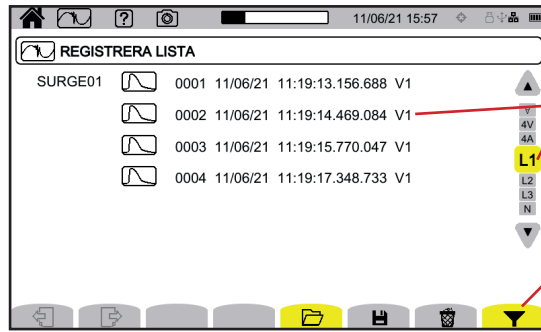 ? 11/06/21 15:57
REGISTRERA LISTA
SURGE01 0001 11/06/21 11:19:13.156.688 V1
0002 11/06/21 11:19:14.469.084 V1
0003 11/06/21 11:19:15.770.047 V1
0004 11/06/21 11:19:17.348.733 V1
∀
4V
4A
L1
L2
L3
N